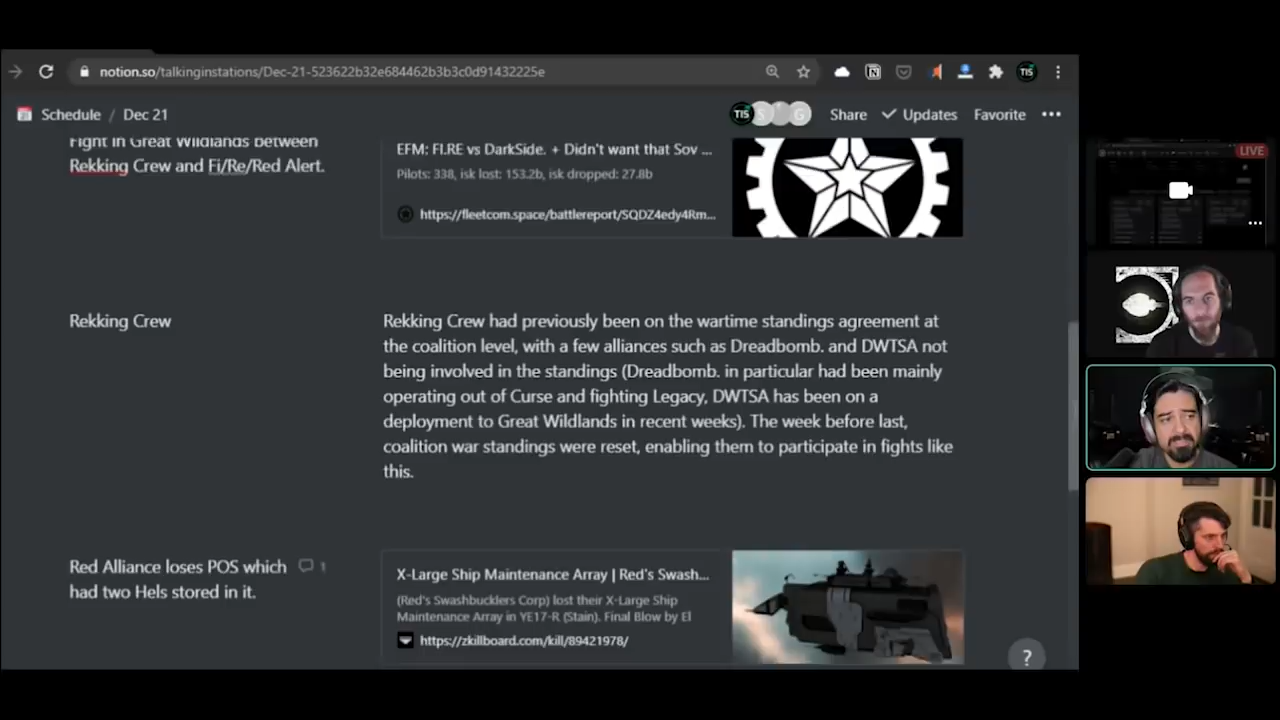 notion.so/talkinginstations/Dec-21-523622b32e684462b3b3c0d91432225e
TIS
Schedule / Dec 21
TIS S G
Share Updates Favorite
LIVE
Fight in Great Wildlands between
Rekking Crew and Fi/Re/Red Alert.
EFM: FI.RE vs DarkSide. + Didn't want that Sov ...
Pilots: 338, isk lost: 153.2b, isk dropped: 27.8b
https://fleetcom.space/battlereport/SQDZ4edy4Rm...
Rekking Crew
Rekking Crew had previously been on the wartime standings agreement at
the coalition level, with a few alliances such as Dreadbomb. and DWTSA not
being involved in the standings (Dreadbomb. in particular had been mainly
operating out of Curse and fighting Legacy, DWTSA has been on a
deployment to Great Wildlands in recent weeks). The week before last,
coalition war standings were reset, enabling them to participate in fights like
this.
Red Alliance loses POS which 1
had two Hels stored in it.
X-Large Ship Maintenance Array | Red's Swash...
(Red's Swashbucklers Corp) lost their X-Large Ship
Maintenance Array in YE17-R (Stain). Final Blow by El
https://zkillboard.com/kill/89421978/
?